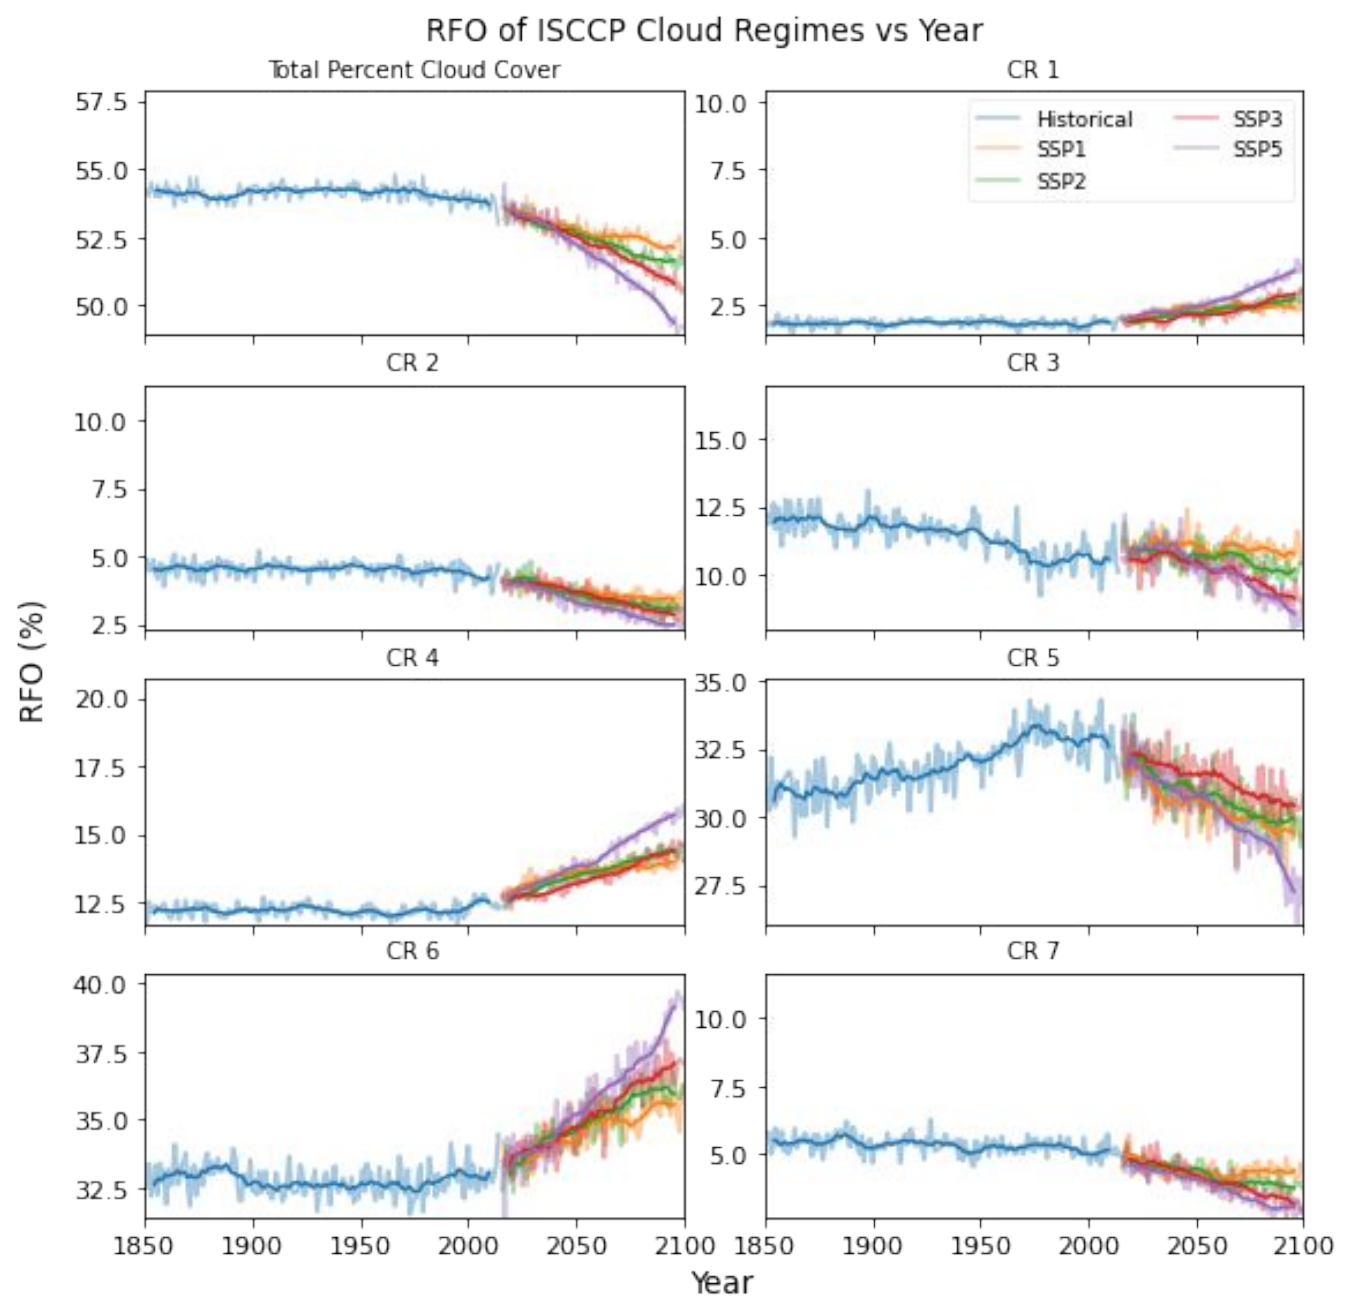 RFO of ISCCP Cloud Regimes vs Year
Total Percent Cloud Cover
57.5
55.0
52.5
50.0
CR 1
10.0
7.5
5.0
2.5
Historical
SSP1
SSP2
SSP3
SSP5
CR 2
10.0
7.5
5.0
2.5
CR 3
15.0
12.5
10.0
RFO (%)
CR 4
20.0
17.5
15.0
12.5
CR 5
35.0
32.5
30.0
27.5
CR 6
40.0
37.5
35.0
32.5
1850 1900 1950 2000 2050 2100
CR 7
10.0
7.5
5.0
1850 1900 1950 2000 2050 2100
Year